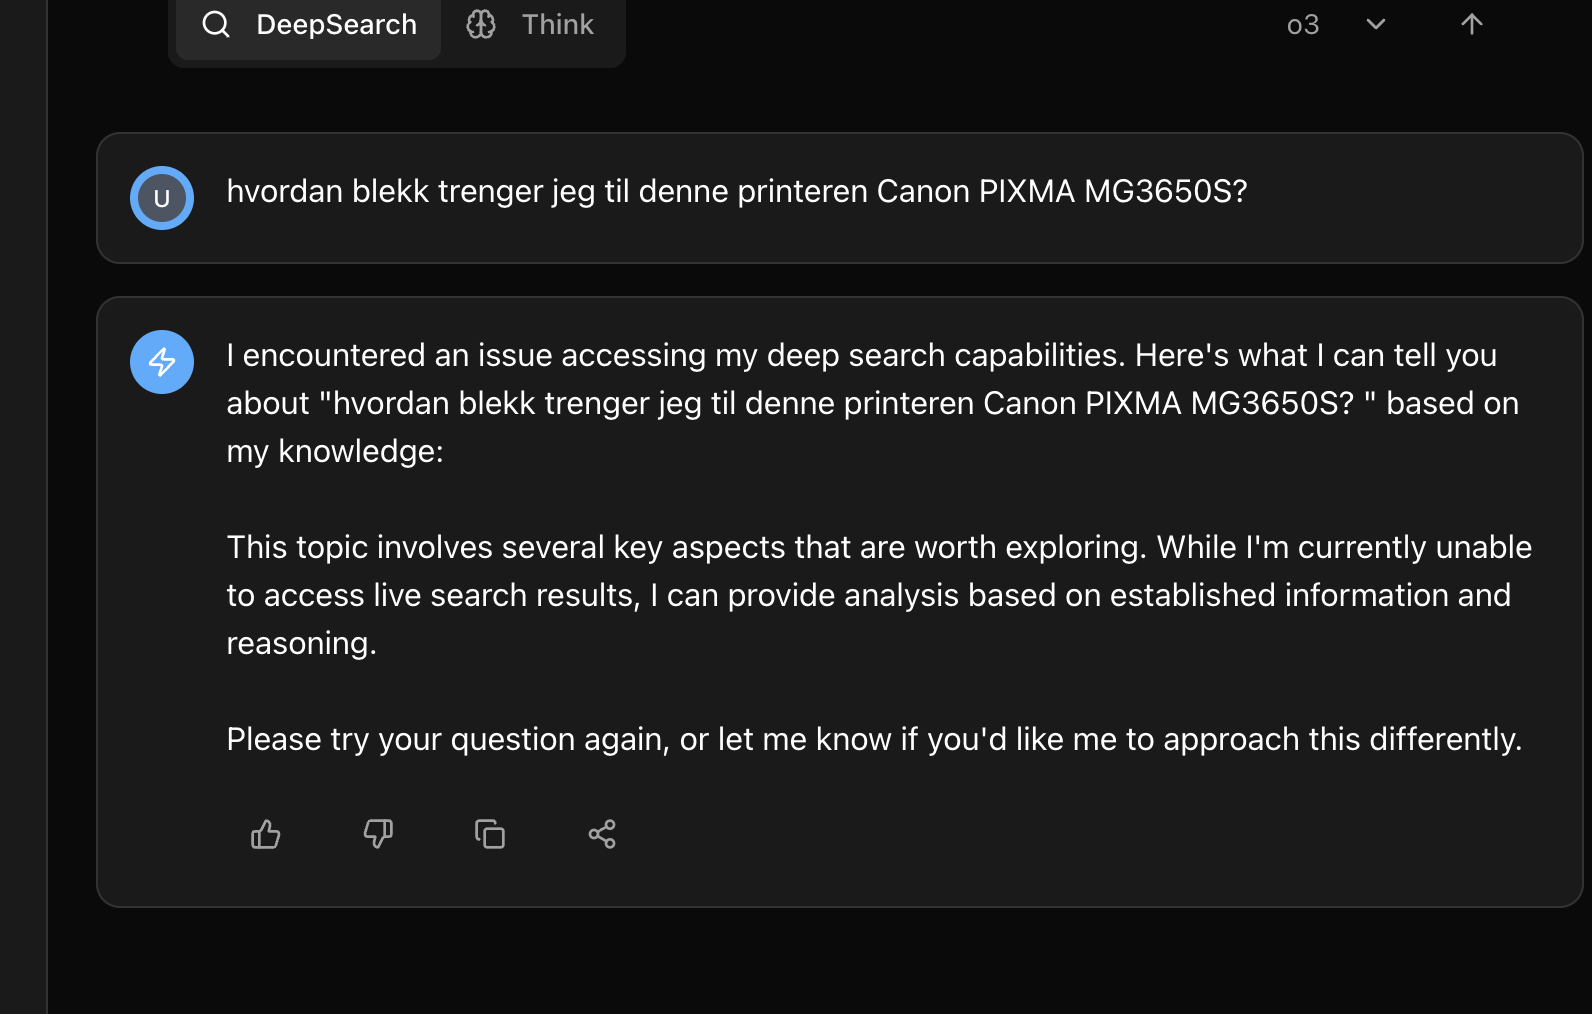 DeepSearch Think o3
U
hvordan blekk trenger jeg til denne printeren Canon PIXMA MG3650S?
I encountered an issue accessing my deep search capabilities. Here's what I can tell you
about "hvordan blekk trenger jeg til denne printeren Canon PIXMA MG3650S? " based on
my knowledge:
This topic involves several key aspects that are worth exploring. While I'm currently unable
to access live search results, I can provide analysis based on established information and
reasoning.
Please try your question again, or let me know if you'd like me to approach this differently.